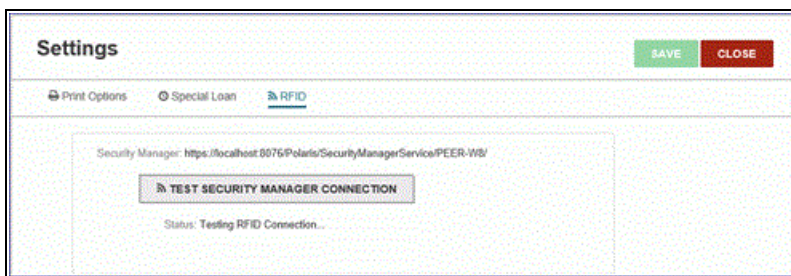 Settings
SAVE CLOSE
Print Options Special Loan RFID
Security Manager: https://localhost:8076/Polaris/SecurityManagerService/PEER-W8/
TEST SECURITY MANAGER CONNECTION
Status: Testing RFID Connection...